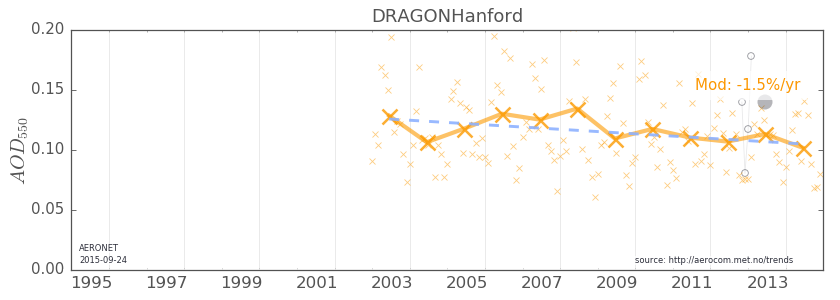 DRAGONHanford
0.20
0.15
0.10
0.05
0.00
AOD550
Mod: -1.5%/yr
AERONET
2015-09-24
source: http://aerocom.met.no/trends
1995 1997 1999 2001 2003 2005 2007 2009 2011 2013